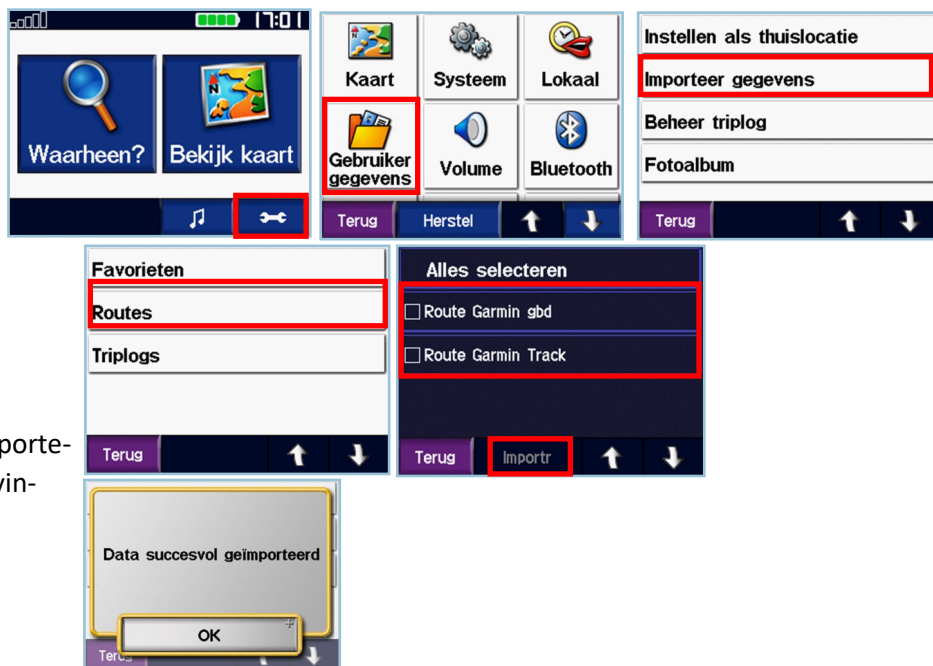 17:01
Waarheen?
Bekijk kaart
Kaart
Systeem
Lokaal
Gebruiker
gegevens
Volume
Bluetooth
Terug
Herstel
Instellen als thuislocatie
Importeer gegevens
Beheer triplog
Fotoalbum
Terug
Favorieten
Routes
Triplogs
Terug
Alles selecteren
Route Garmin gbd
Route Garmin Track
Terug
Importr
porte-
vin-
Data succesvol geïmporteerd
OK
Terug